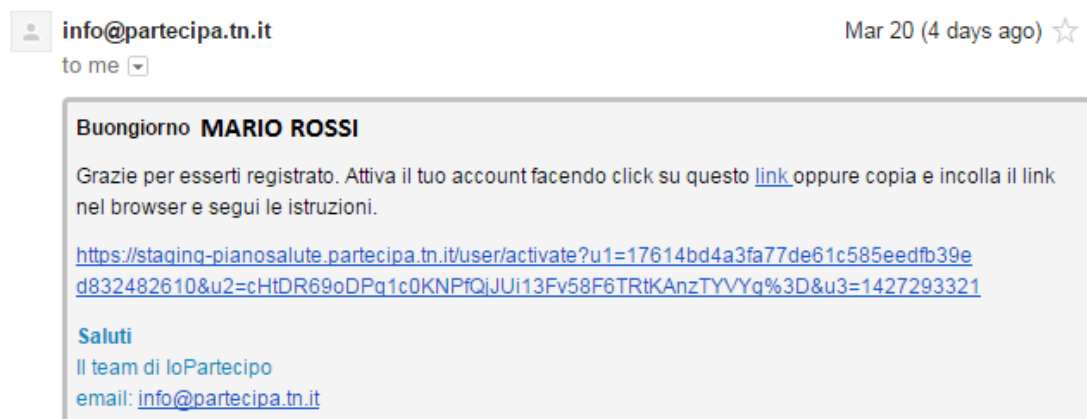 info@partecipa.tn.it Mar 20 (4 days ago)
to me
Buongiorno MARIO ROSSI
Grazie per esserti registrato. Attiva il tuo account facendo click su questo link oppure copia e incolla il link
nel browser e segui le istruzioni.
https://staging-pianosalute.partecipa.tn.it/user/activate?u1=17614bd4a3fa77de61c585eedfb39e
d832482610&u2=cHtDR69oDPq1c0KNPfQjJUi13Fv58F6TRtKAnzTYVYg%3D&u3=1427293321
Saluti
Il team di IoPartecipo
email: info@partecipa.tn.it